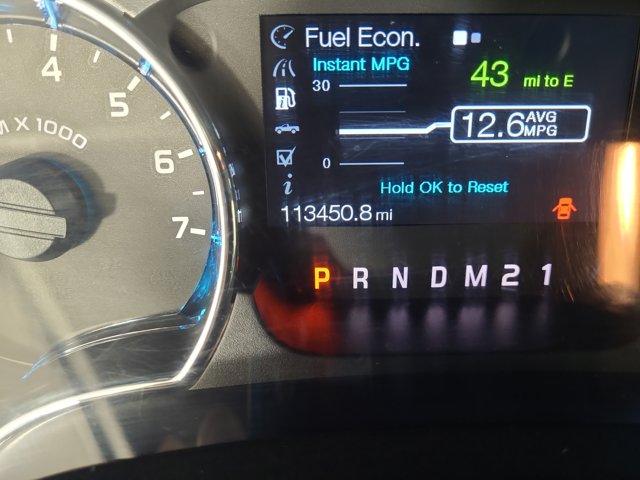 4
5
6
7
M X 1000
Fuel Econ.
Instant MPG
30
0
43 mi to E
12.6 AVG MPG
Hold OK to Reset
113450.8 mi
P R N D M 2 1